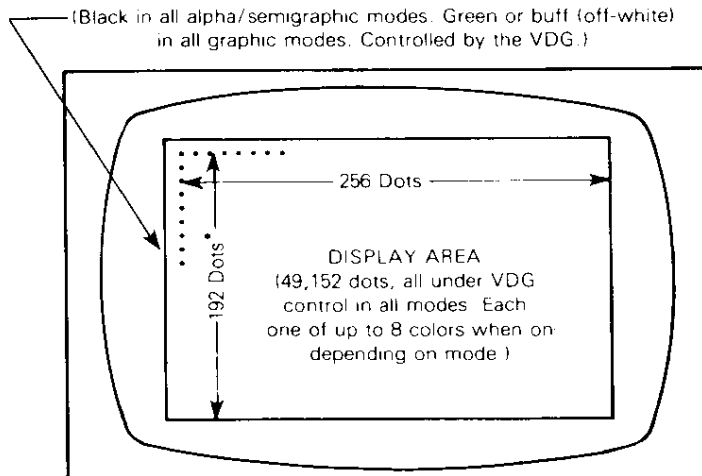 (Black in all alpha/semigraphic modes. Green or buff (off-white)
in all graphic modes. Controlled by the VDG.)
256 Dots
192 Dots
DISPLAY AREA
(49,152 dots, all under VDG
control in all modes. Each
one of up to 8 colors when on
depending on mode.)